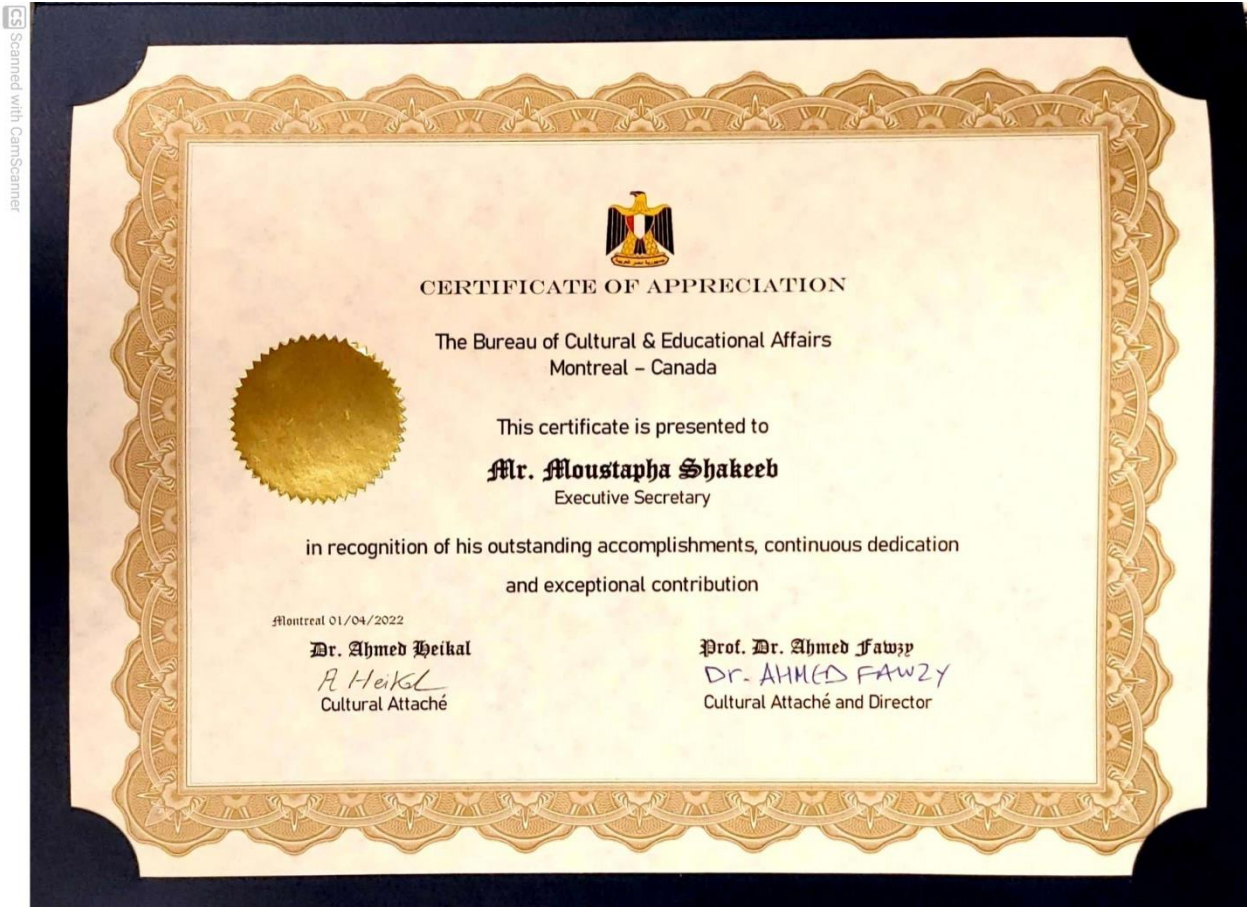 CERTIFICATE OF APPRECIATION
The Bureau of Cultural & Educational Affairs
Montreal – Canada
This certificate is presented to
Mr. Moustapha Shakeeb
Executive Secretary
in recognition of his outstanding accomplishments, continuous dedication
and exceptional contribution
Montreal 01/04/2022
Dr. Ahmed Heikal
A Heikal
Cultural Attaché
Prof. Dr. Ahmed Fawzy
Dr. AHMED FAWZY
Cultural Attaché and Director
CS Scanned with CamScanner